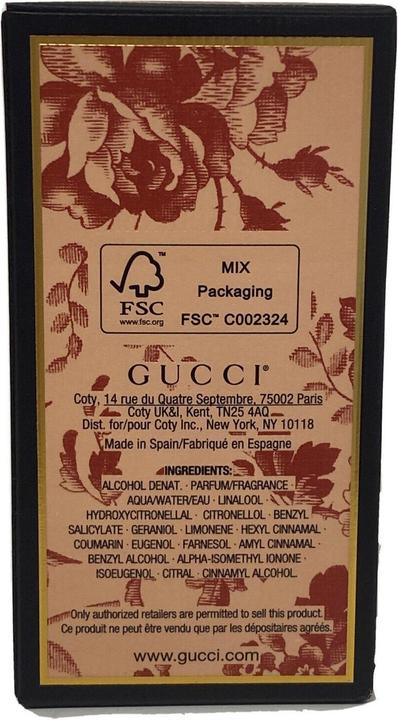 ™
FSC
www.fsc.org
MIX
Packaging
FSC™ C002324
GUCCI®
Coty, 14 rue du Quatre Septembre, 75002 Paris
Coty UK&I, Kent, TN25 4AQ
Dist. for/pour Coty Inc., New York, NY 10118
Made in Spain/Fabriqué en Espagne
INGREDIENTS:
ALCOHOL DENAT. · PARFUM/FRAGRANCE ·
AQUA/WATER/EAU · LINALOOL ·
HYDROXYCITRONELLAL · CITRONELLOL · BENZYL
SALICYLATE · GERANIOL · LIMONENE · HEXYL CINNAMAL ·
COUMARIN · EUGENOL · FARNESOL · AMYL CINNAMAL ·
BENZYL ALCOHOL · ALPHA-ISOMETHYL IONONE ·
ISOEUGENOL · CITRAL · CINNAMYL ALCOHOL.
Only authorized retailers are permitted to sell this product.
Ce produit ne peut être vendu que par les dépositaires agréés.
www.gucci.com